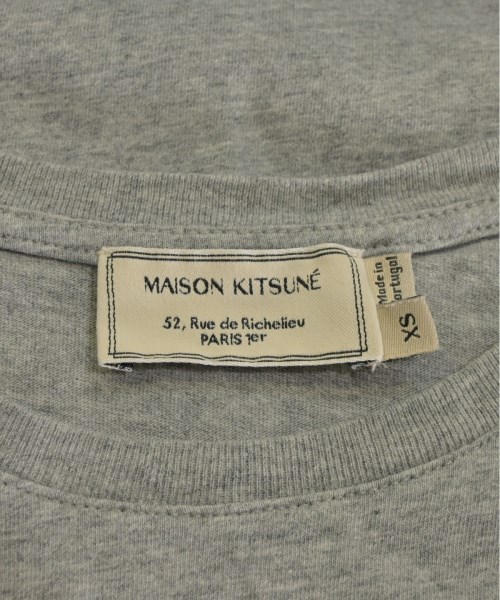 MAISON KITSUNÉ
52, Rue de Richelieu
PARIS 1er
Made in
Portugal
XS